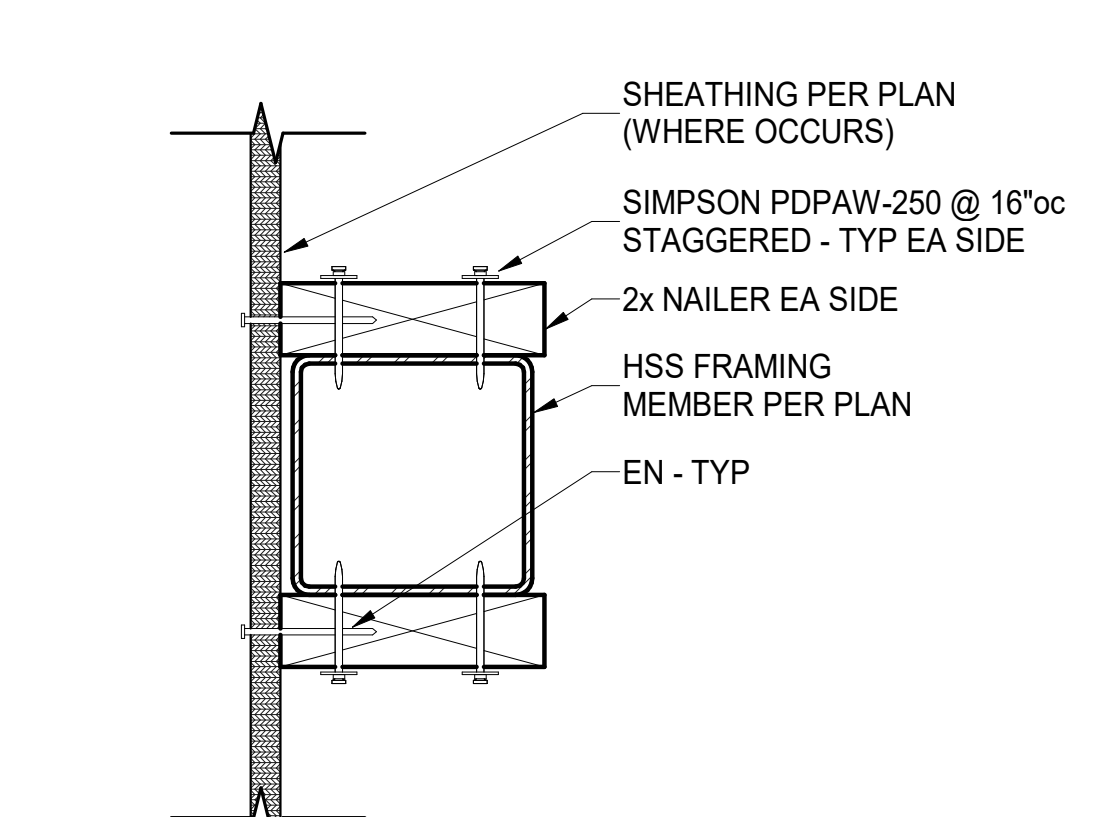 SHEATHING PER PLAN
(WHERE OCCURS)
SIMPSON PDPAW-250 @ 16"oc
STAGGERED - TYP EA SIDE
2x NAILER EA SIDE
HSS FRAMING
MEMBER PER PLAN
EN - TYP